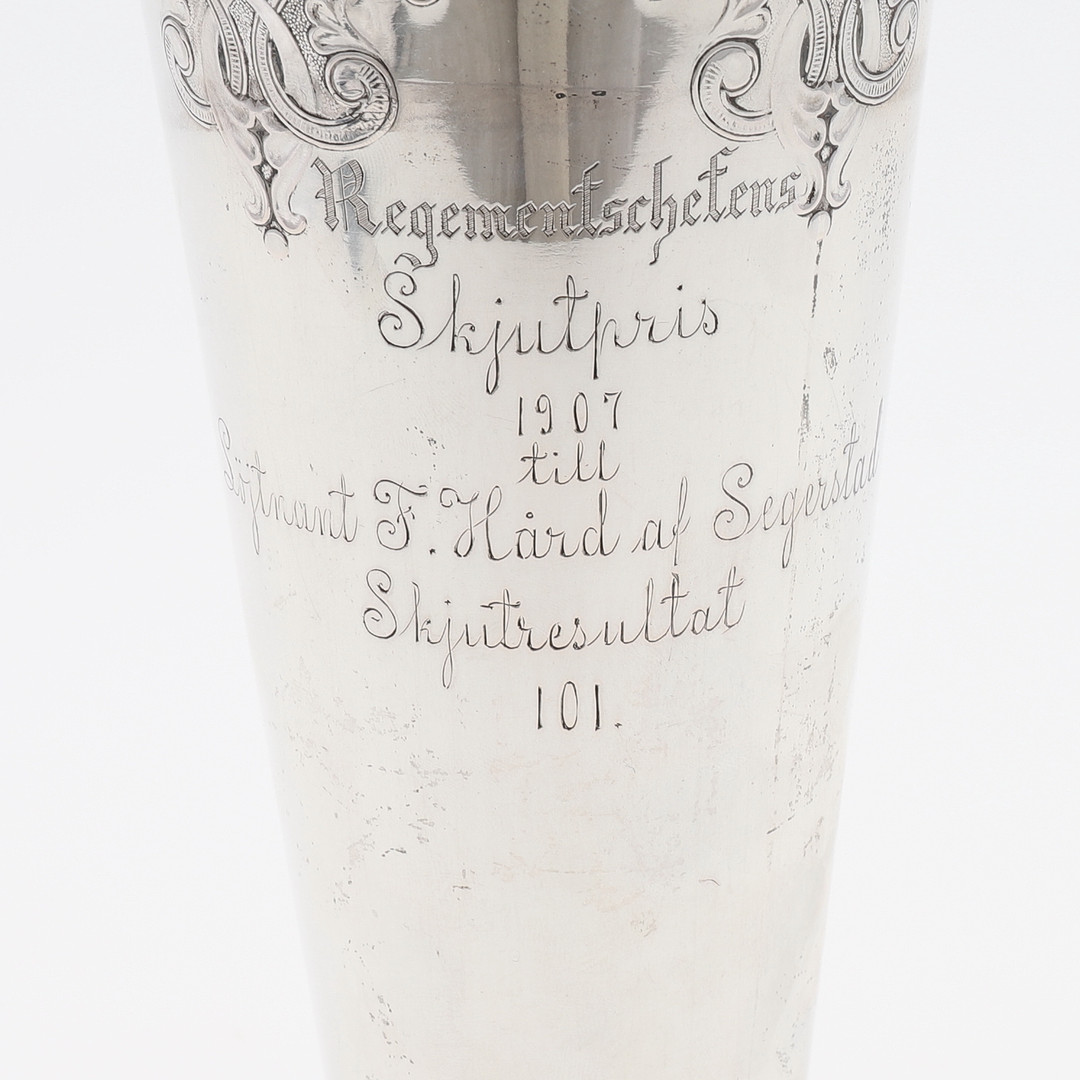 Regementschefens
Skjutpris
1907
till
Löjtnant F. Hård af Segerstad
Skjutresultat
101.